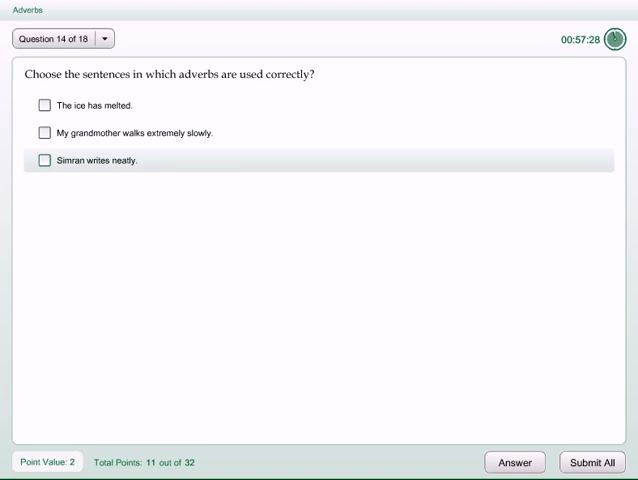 Adverbs
Question 14 of 18
00:57:28
Choose the sentences in which adverbs are used correctly?
The ice has melted.
My grandmother walks extremely slowly.
Simran writes neatly.
Point Value: 2
Total Points: 11 out of 32
Answer
Submit All